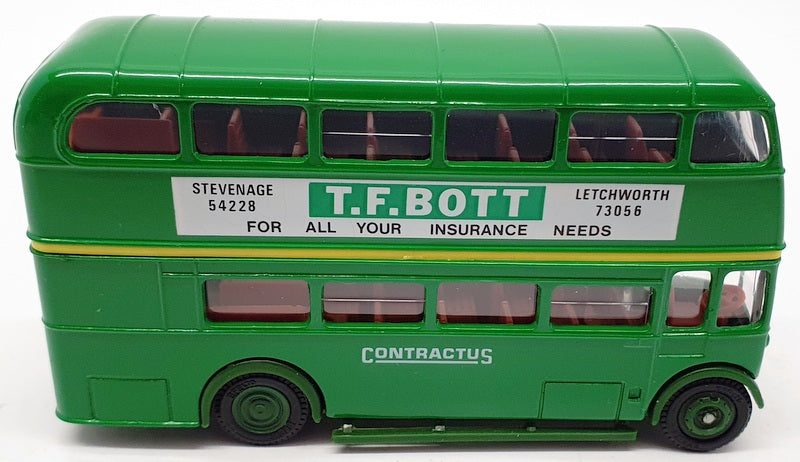 STEVENAGE
54228
T.F.BOTT
LETCHWORTH
73056
FOR ALL YOUR INSURANCE NEEDS
CONTRACTUS